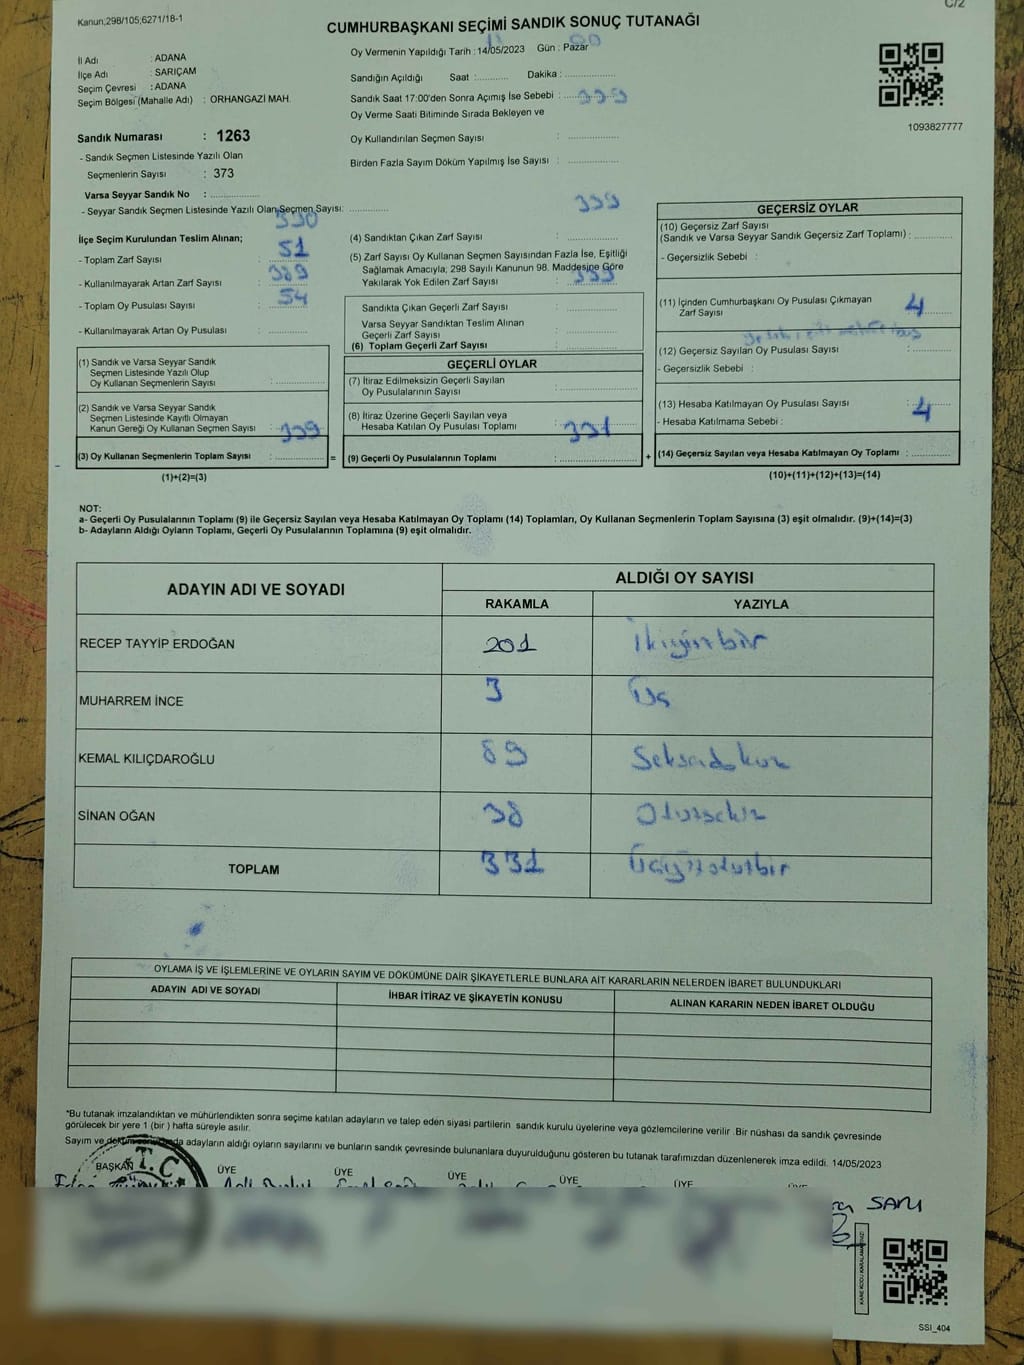 C/2
Kanun;298/105;6271/18-1
CUMHURBAŞKANI SEÇİMİ SANDIK SONUÇ TUTANAĞI
İl Adı : ADANA
İlçe Adı : SARIÇAM
Seçim Çevresi : ADANA
Seçim Bölgesi (Mahalle Adı) : ORHANGAZİ MAH.
Sandık Numarası : 1263
- Sandık Seçmen Listesinde Yazılı Olan
Seçmenlerin Sayısı : 373
Varsa Seyyar Sandık No : ..............
- Seyyar Sandık Seçmen Listesinde Yazılı Olan Seçmen Sayısı: ..............
Oy Vermenin Yapıldığı Tarih : 14/05/2023 Gün : Pazar
Sandığın Açıldığı Saat :.......... Dakika : ..............
Sandık Saat 17:00'den Sonra Açımış İse Sebebi : ..............
339
Oy Verme Saati Bitiminde Sırada Bekleyen ve
Oy Kullandırılan Seçmen Sayısı : ..............
Birden Fazla Sayım Döküm Yapılmış İse Sayısı : ..............
1093827777
İlçe Seçim Kurulundan Teslim Alınan;
- Toplam Zarf Sayısı : 51
- Kullanılmayarak Artan Zarf Sayısı : 389
- Toplam Oy Pusulası Sayısı : 54
- Kullanılmayarak Artan Oy Pusulası : ..............
(1) Sandık ve Varsa Seyyar Sandık
Seçmen Listesinde Yazılı Olup
Oy Kullanan Seçmenlerin Sayısı : ..............
(2) Sandık ve Varsa Seyyar Sandık
Seçmen Listesinde Kayıtlı Olmayan
Kanun Gereği Oy Kullanan Seçmen Sayısı : 339
(3) Oy Kullanan Seçmenlerin Toplam Sayısı : ..............
(1)+(2)=(3)
339
(4) Sandıktan Çıkan Zarf Sayısı : ..............
(5) Zarf Sayısı Oy Kullanan Seçmen Sayısından Fazla İse, Eşitliği
Sağlamak Amacıyla; 298 Sayılı Kanunun 98. Maddesine Göre
Yakılarak Yok Edilen Zarf Sayısı : 335
Sandıkta Çıkan Geçerli Zarf Sayısı
Varsa Seyyar Sandıktan Teslim Alınan
Geçerli Zarf Sayısı
(6) Toplam Geçerli Zarf Sayısı : ..............
GEÇERLİ OYLAR
(7) İtiraz Edilmeksizin Geçerli Sayılan
Oy Pusulalarının Sayısı : ..............
(8) İtiraz Üzerine Geçerli Sayılan veya
Hesaba Katılan Oy Pusulası Toplamı : 331
= (9) Geçerli Oy Pusulalarının Toplamı : ..............
GEÇERSİZ OYLAR
(10) Geçersiz Zarf Sayısı
(Sandık ve Varsa Seyyar Sandık Geçersiz Zarf Toplamı) : ..............
- Geçersizlik Sebebi :
(11) İçinden Cumhurbaşkanı Oy Pusulası Çıkmayan
Zarf Sayısı : 4
(12) Geçersiz Sayılan Oy Pusulası Sayısı : ..............
- Geçersizlik Sebebi :
(13) Hesaba Katılmayan Oy Pusulası Sayısı : 4
- Hesaba Katılmama Sebebi :
+ (14) Geçersiz Sayılan veya Hesaba Katılmayan Oy Toplamı : ..............
(10)+(11)+(12)+(13)=(14)
NOT:
a- Geçerli Oy Pusulalarının Toplamı (9) ile Geçersiz Sayılan veya Hesaba Katılmayan Oy Toplamı (14) Toplamları, Oy Kullanan Seçmenlerin Toplam Sayısına (3) eşit olmalıdır. (9)+(14)=(3)
b- Adayların Aldığı Oyların Toplamı, Geçerli Oy Pusulalarının Toplamına (9) eşit olmalıdır.
ADAYIN ADI VE SOYADI
ALDIĞI OY SAYISI
RAKAMLA YAZIYLA
RECEP TAYYİP ERDOĞAN 201 İkiyüzbir
MUHARREM İNCE 3 Üç
KEMAL KILIÇDAROĞLU 89 Seksendokuz
SİNAN OĞAN 38 Otuzsekiz
TOPLAM 331 Üçyüzotuzbir
OYLAMA İŞ VE İŞLEMLERİNE VE OYLARIN SAYIM VE DÖKÜMÜNE DAİR ŞİKAYETLERLE BUNLARA AİT KARARLARIN NELERDEN İBARET BULUNDUKLARI
ADAYIN ADI VE SOYADI İHBAR İTİRAZ VE ŞİKAYETİN KONUSU ALINAN KARARIN NEDEN İBARET OLDUĞU
*Bu tutanak imzalandıktan ve mühürlendikten sonra seçime katılan adayların ve talep eden siyasi partilerin sandık kurulu üyelerine veya gözlemcilerine verilir .Bir nüshası da sandık çevresinde
görülecek bir yere 1 (bir ) hafta süreyle asılır.
Sayım ve döküm sonucunda adayların aldığı oyların sayılarını ve bunların sandık çevresinde bulunanlara duyurulduğunu gösteren bu tutanak tarafımızdan düzenlenerek imza edildi. 14/05/2023
BAŞKAN ÜYE ÜYE ÜYE ÜYE ÜYE ÜYE
T.C
SARI
SSI_404